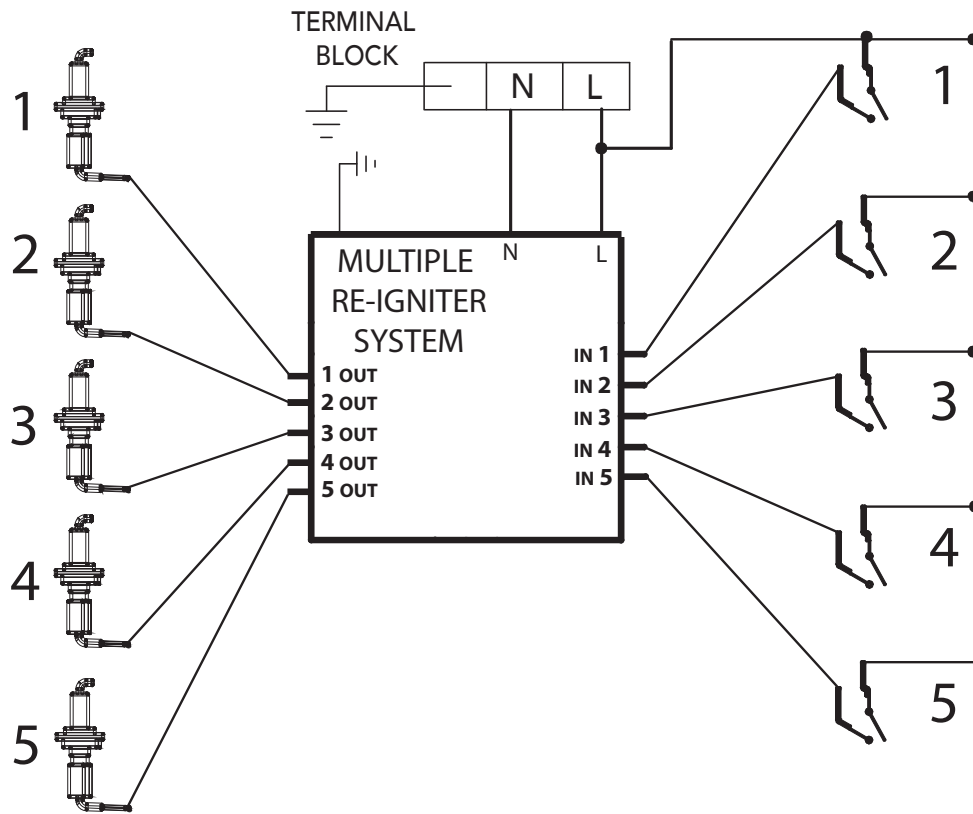 TERMINAL
BLOCK
N L
1
2
3
4
5
MULTIPLE
RE-IGNITER
SYSTEM
N
L
1 OUT
2 OUT
3 OUT
4 OUT
5 OUT
IN 1
IN 2
IN 3
IN 4
IN 5
1
2
3
4
5